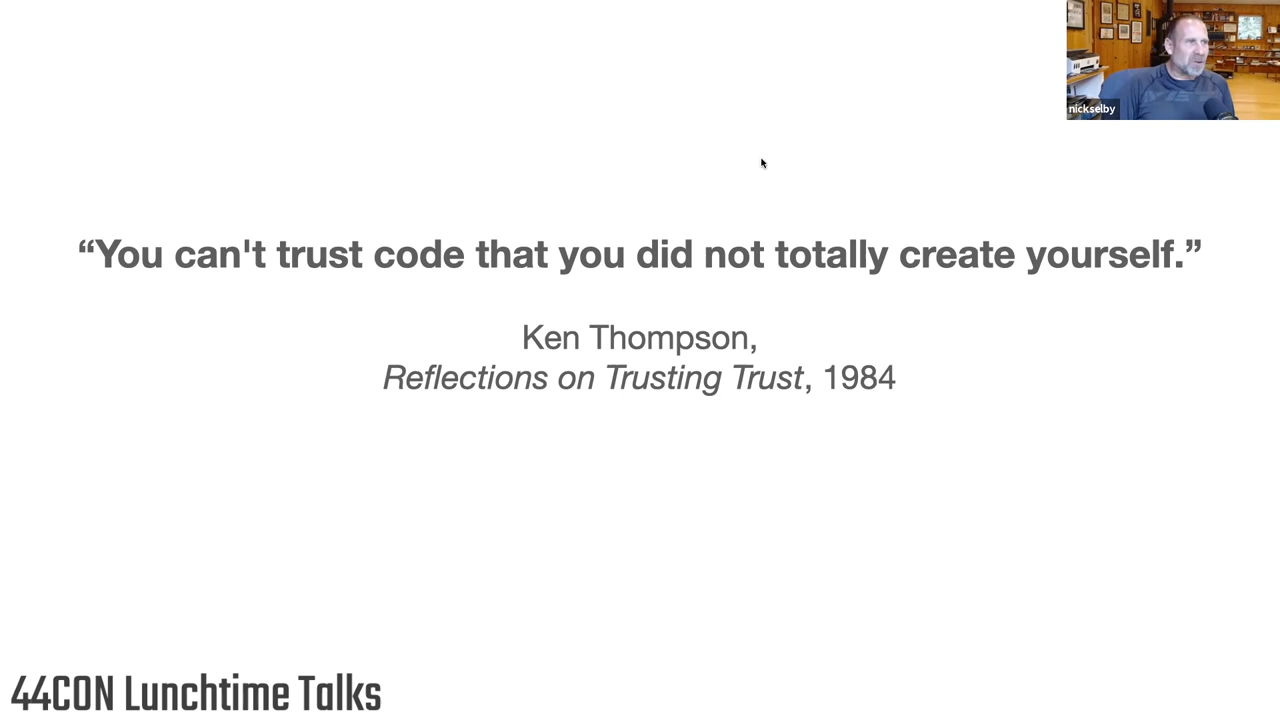 nickselby
“You can't trust code that you did not totally create yourself.”
Ken Thompson,
Reflections on Trusting Trust, 1984
44CON Lunchtime Talks